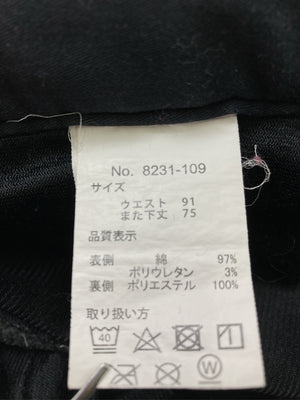 No. 8231-109
サイズ
ウエスト 91
また下丈 75
品質表示
表側 綿 97%
ポリウレタン 3%
裏側 ポリエステル 100%
取り扱い方
40
W